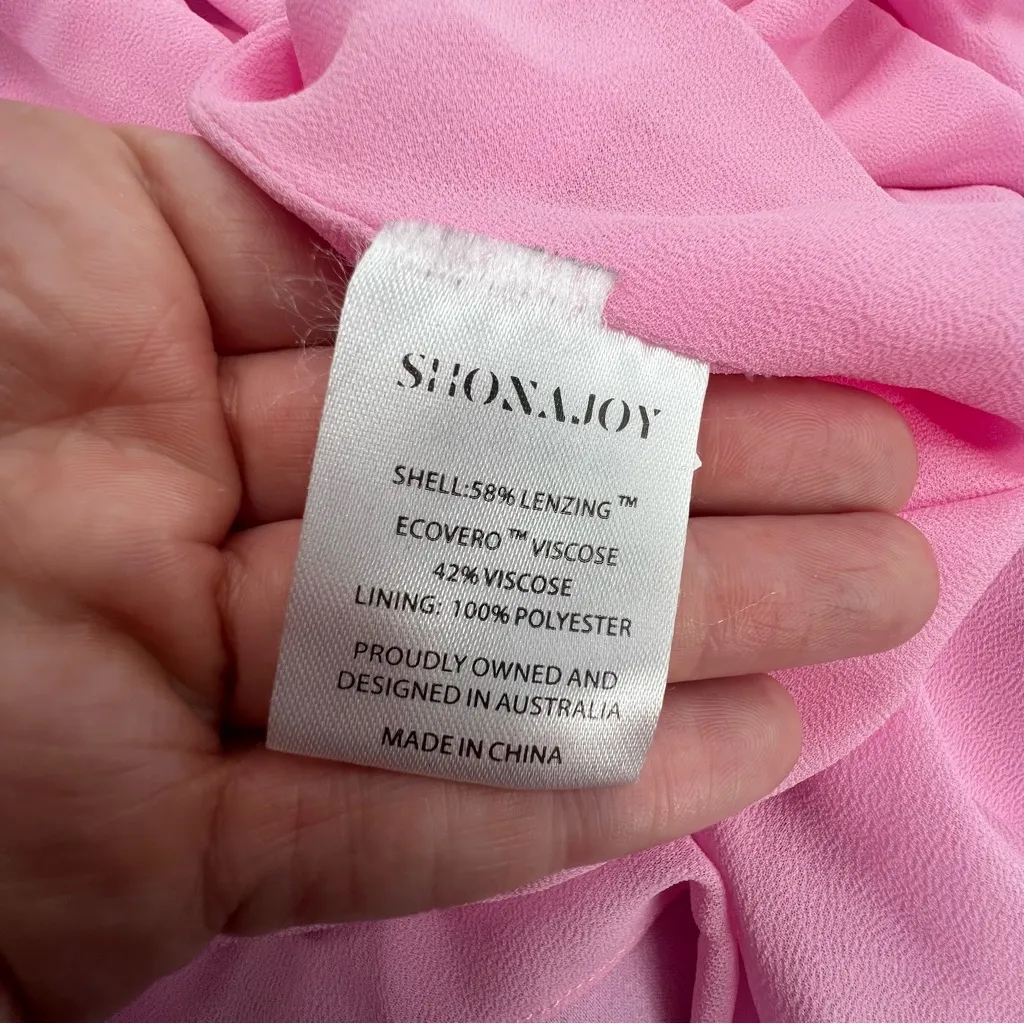 SHONAJOY
SHELL:58% LENZING ™
ECOVERO ™ VISCOSE
42% VISCOSE
LINING: 100% POLYESTER
PROUDLY OWNED AND
DESIGNED IN AUSTRALIA
MADE IN CHINA